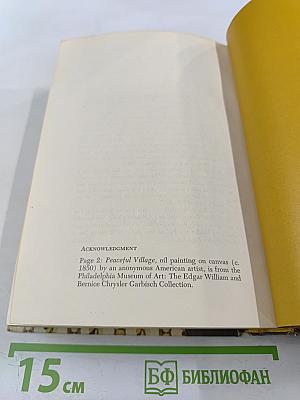 ACKNOWLEDGMENT
Page 2: Peaceful Village, oil painting on canvas (c.
1850) by an anonymous American artist, is from the
Philadelphia Museum of Art: The Edgar William and
Bernice Chrysler Garbisch Collection.
15 см
БФ БИБЛИОФАН